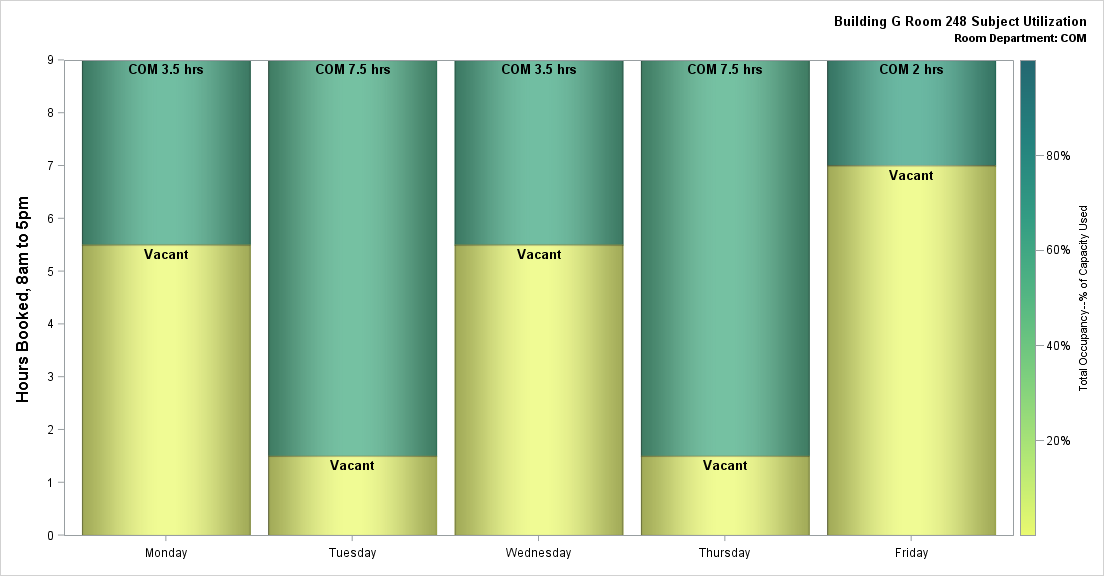 Building G Room 248 Subject Utilization
Room Department: COM
Hours Booked, 8am to 5pm
9
8
7
6
5
4
3
2
1
0
COM 3.5 hrs
Vacant
COM 7.5 hrs
Vacant
COM 3.5 hrs
Vacant
COM 7.5 hrs
Vacant
COM 2 hrs
Vacant
Monday
Tuesday
Wednesday
Thursday
Friday
80%
60%
40%
20%
Total Occupancy--% of Capacity Used